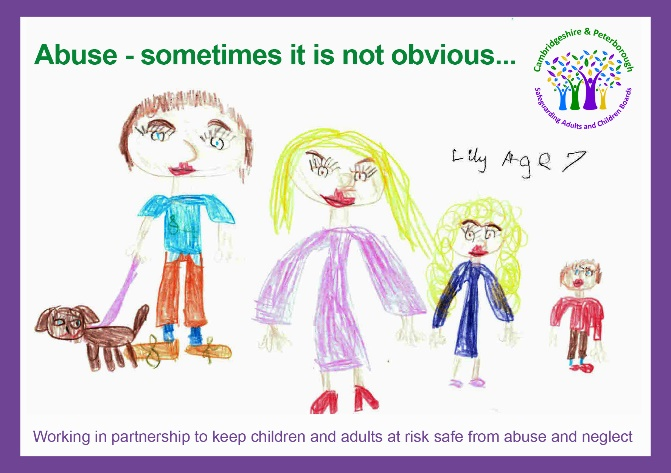 Abuse - sometimes it is not obvious...
Cambridgeshire & Peterborough
Safeguarding Adults and Children Boards
Lily Age 7
Working in partnership to keep children and adults at risk safe from abuse and neglect